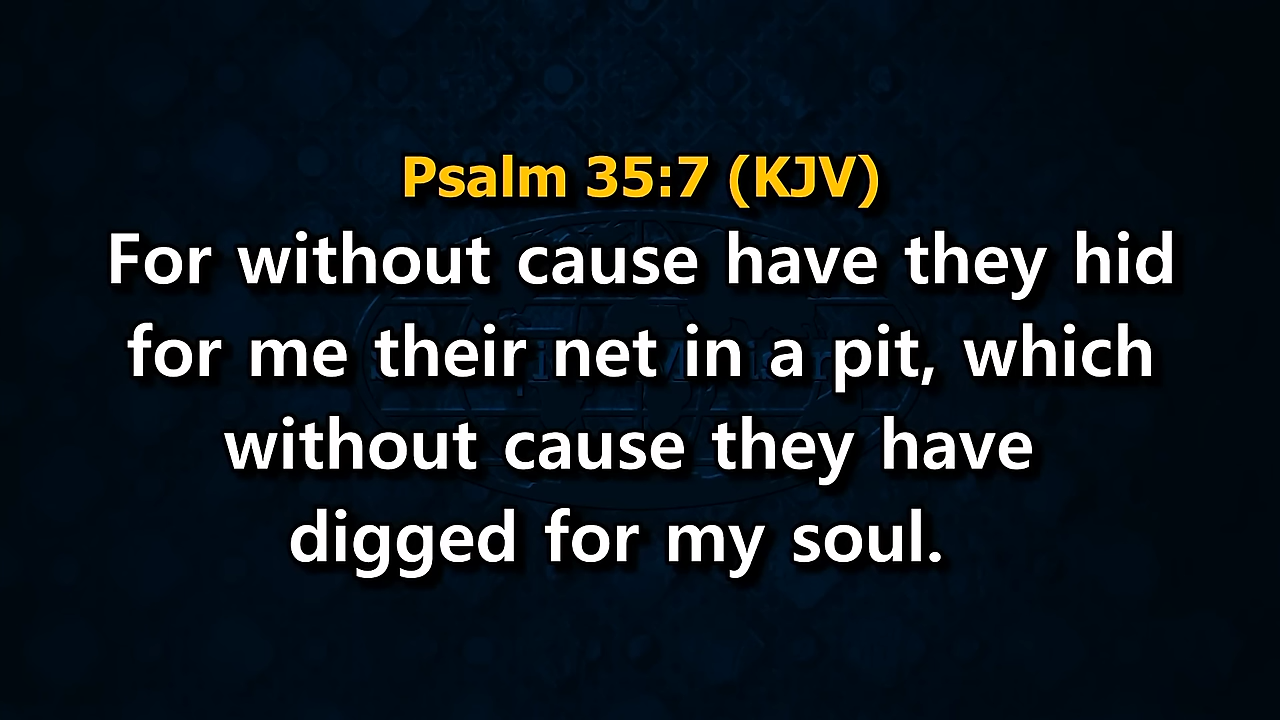 Psalm 35:7 (KJV)
For without cause have they hid
for me their net in a pit, which
without cause they have
digged for my soul.